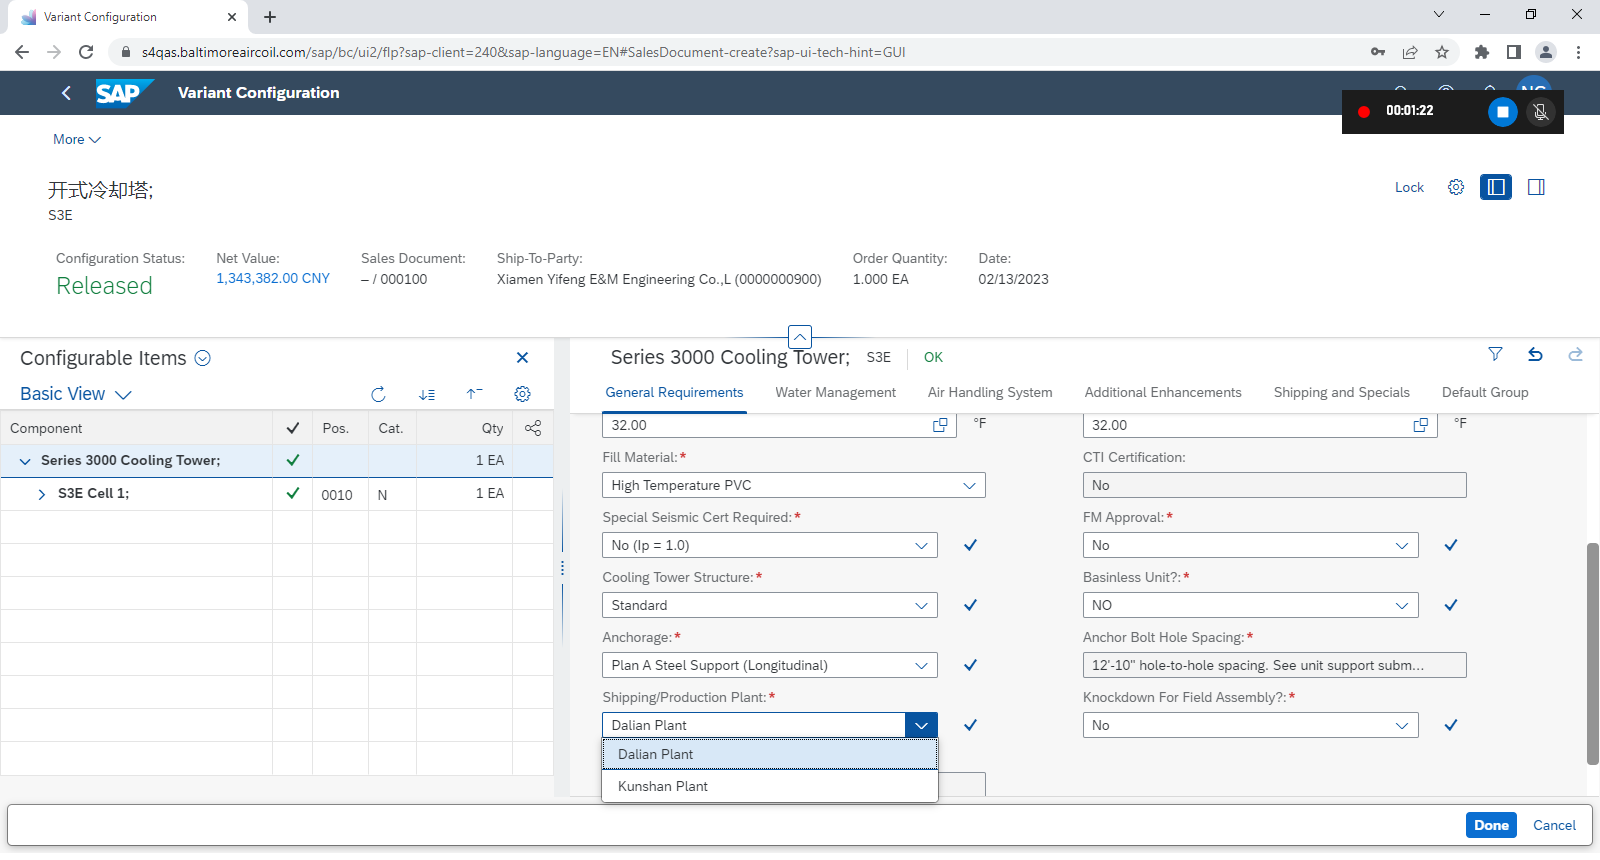 Variant Configuration
s4qas.baltimoreaircoil.com/sap/bc/ui2/flp?sap-client=240&sap-language=EN#SalesDocument-create?sap-ui-tech-hint=GUI
SAP
Variant Configuration
00:01:22
More
开式冷却塔;
S3E
Lock
Configuration Status:
Released
Net Value:
1,343,382.00 CNY
Sales Document:
– / 000100
Ship-To-Party:
Xiamen Yifeng E&M Engineering Co.,L (0000000900)
Order Quantity:
1.000 EA
Date:
02/13/2023
Configurable Items
Basic View
Component Pos. Cat. Qty
Series 3000 Cooling Tower; 1 EA
S3E Cell 1; 0010 N 1 EA
Series 3000 Cooling Tower; S3E OK
General Requirements Water Management Air Handling System Additional Enhancements Shipping and Specials Default Group
32.00 °F 32.00 °F
Fill Material:* CTI Certification:
High Temperature PVC No
Special Seismic Cert Required:* FM Approval:*
No (Ip = 1.0) No
Cooling Tower Structure:* Basinless Unit?:*
Standard NO
Anchorage:* Anchor Bolt Hole Spacing:*
Plan A Steel Support (Longitudinal) 12'-10" hole-to-hole spacing. See unit support subm...
Shipping/Production Plant:* Knockdown For Field Assembly?:*
Dalian Plant No
Dalian Plant
Kunshan Plant
Done Cancel